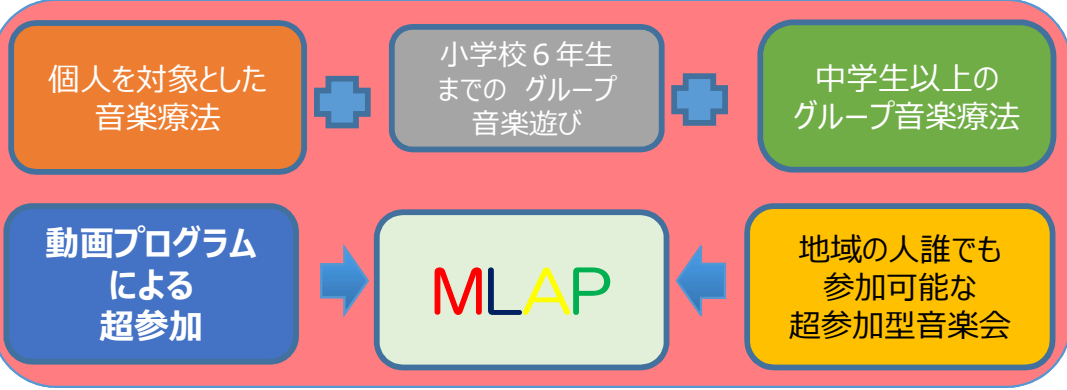 個人を対象とした
音楽療法
小学校６年生
までの グループ
音楽遊び
中学生以上の
グループ音楽療法
動画プログラム
による
超参加
MLAP
地域の人誰でも
参加可能な
超参加型音楽会